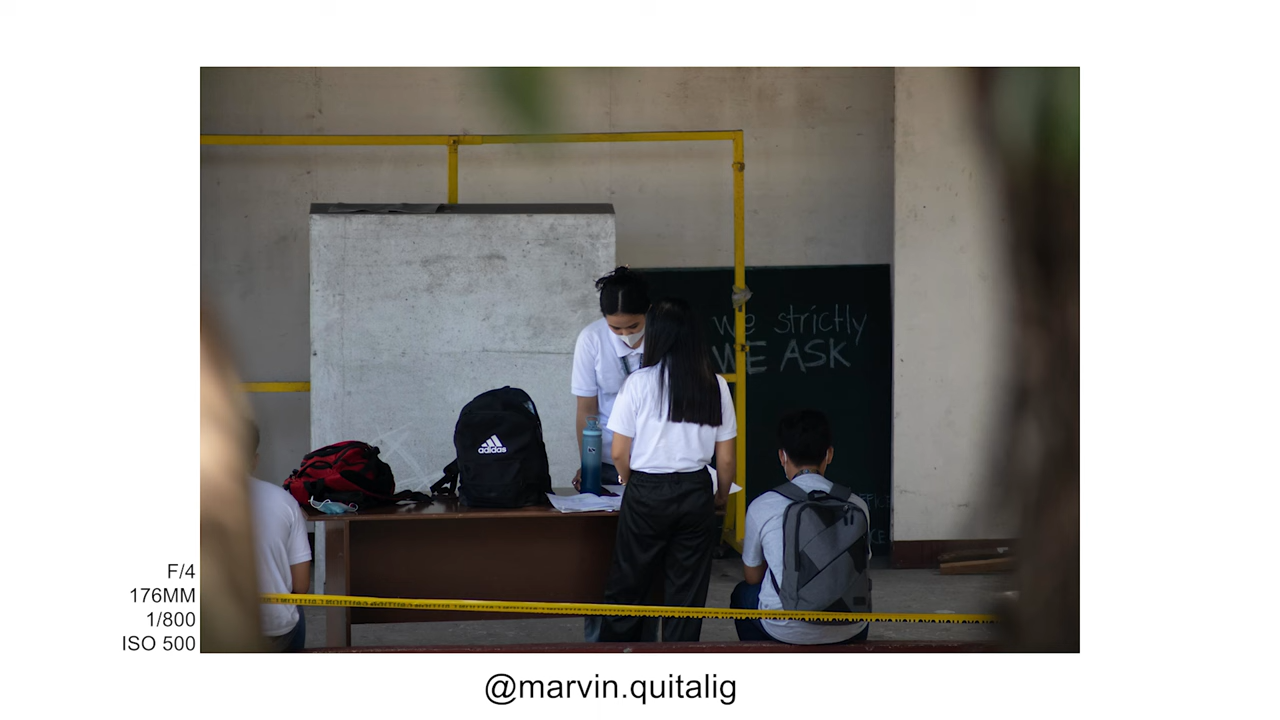 we strictly
WE ASK
adidas
F/4
176MM
1/800
ISO 500
@marvin.quitalig